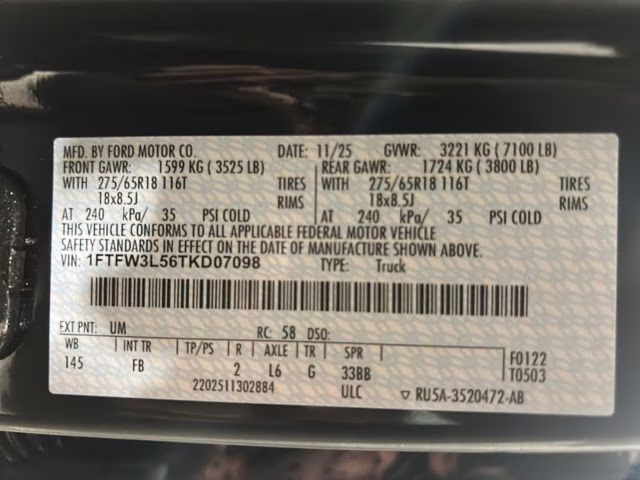 MFD. BY FORD MOTOR CO. DATE: 11/25 GVWR: 3221 KG ( 7100 LB)
FRONT GAWR: 1599 KG ( 3525 LB) REAR GAWR: 1724 KG ( 3800 LB)
WITH 275/65R18 116T TIRES WITH 275/65R18 116T TIRES
18x8.5J RIMS 18x8.5J RIMS
AT 240 kPa/ 35 PSI COLD AT 240 kPa/ 35 PSI COLD
THIS VEHICLE CONFORMS TO ALL APPLICABLE FEDERAL MOTOR VEHICLE
SAFETY STANDARDS IN EFFECT ON THE DATE OF MANUFACTURE SHOWN ABOVE.
VIN: 1FTFW3L56TKD07098 TYPE: Truck
EXT PNT: UM RC: 58 DSO:
WB INT TR TP/PS R AXLE TR SPR F0122
145 FB 2 L6 G 33BB T0503
2202511302884 ULC ▽ RU5A-3520472-AB